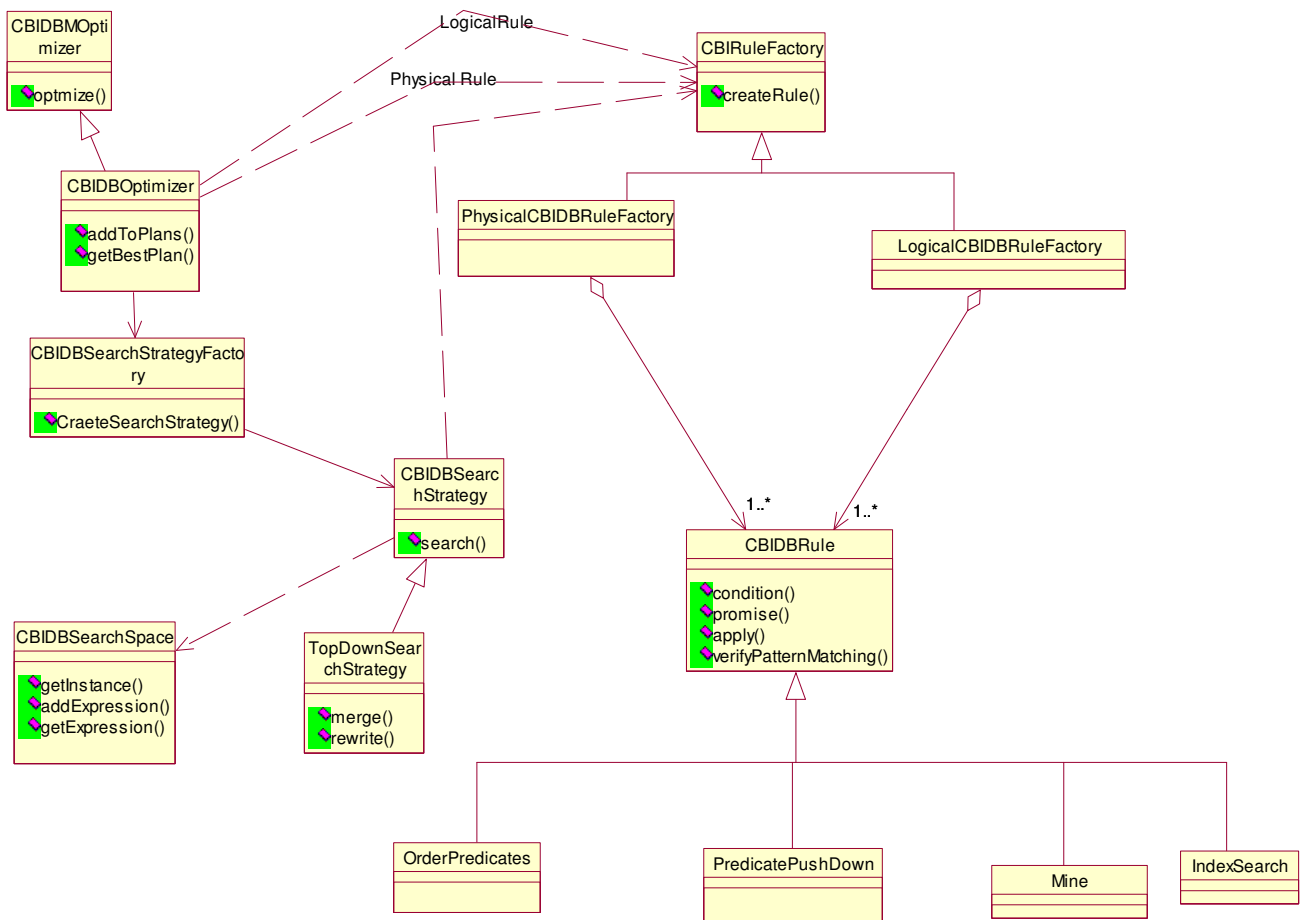 CBIDBMOpti
mizer
optmize()
LogicalRule
Physical Rule
CBIRuleFactory
createRule()
CBIDBOptimizer
addToPlans()
getBestPlan()
PhysicalCBIDBRuleFactory
LogicalCBIDBRuleFactory
CBIDBSearchStrategyFacto
ry
CraeteSearchStrategy()
CBIDBSearc
hStrategy
search()
1..*
1..*
CBIDBRule
condition()
promise()
apply()
verifyPatternMatching()
CBIDBSearchSpace
getInstance()
addExpression()
getExpression()
TopDownSear
chStrategy
merge()
rewrite()
OrderPredicates
PredicatePushDown
Mine
IndexSearch